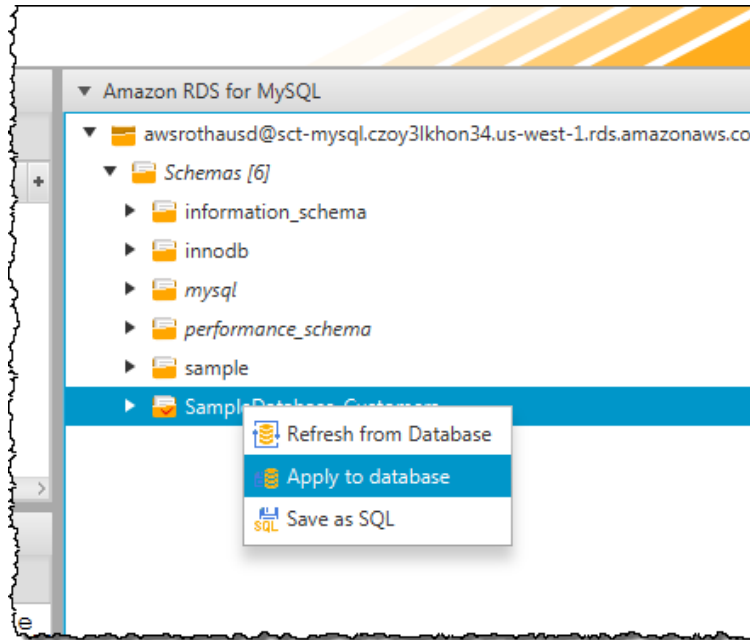 Amazon RDS for MySQL
awsrothausd@sct-mysql.czoy3lkhon34.us-west-1.rds.amazonaws.co
Schemas [6]
+
information_schema
innodb
mysql
performance_schema
sample
SampleDatabase_Customers
Refresh from Database
Apply to database
SQL Save as SQL
e